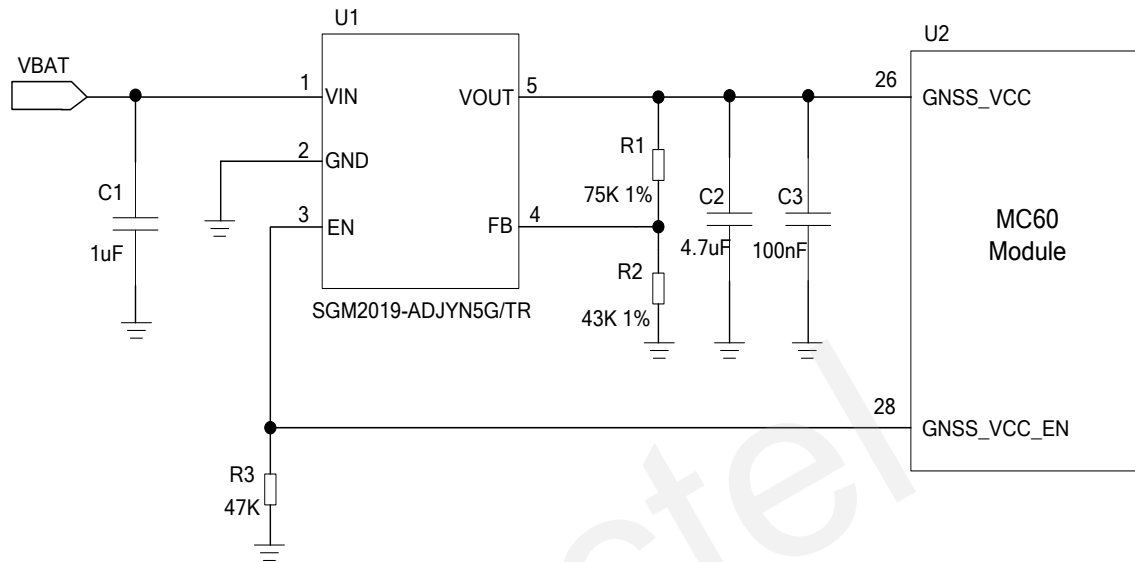 U1
U2
VBAT
1
VIN
VOUT
5
26
GNSS_VCC
2
GND
R1
75K 1%
C1
1uF
3
EN
FB
4
C2
4.7uF
C3
100nF
MC60
Module
R2
43K 1%
SGM2019-ADJYN5G/TR
28
GNSS_VCC_EN
R3
47K
ctel